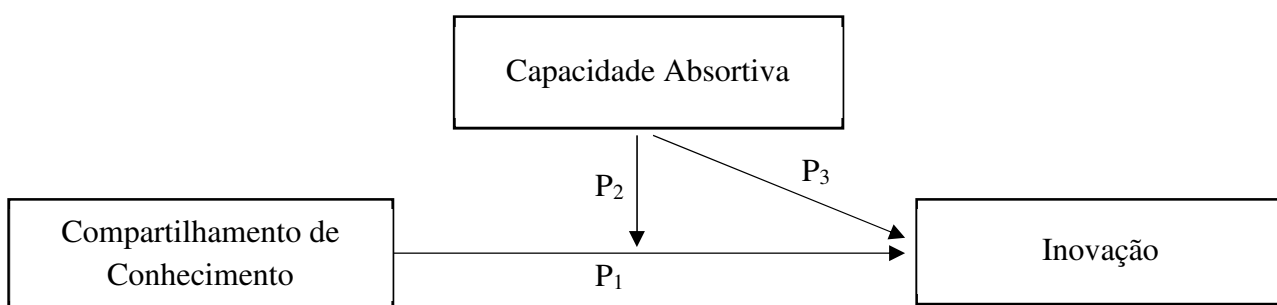 Capacidade Absortiva
P₂
P₃
Compartilhamento de
Conhecimento
P₁
Inovação